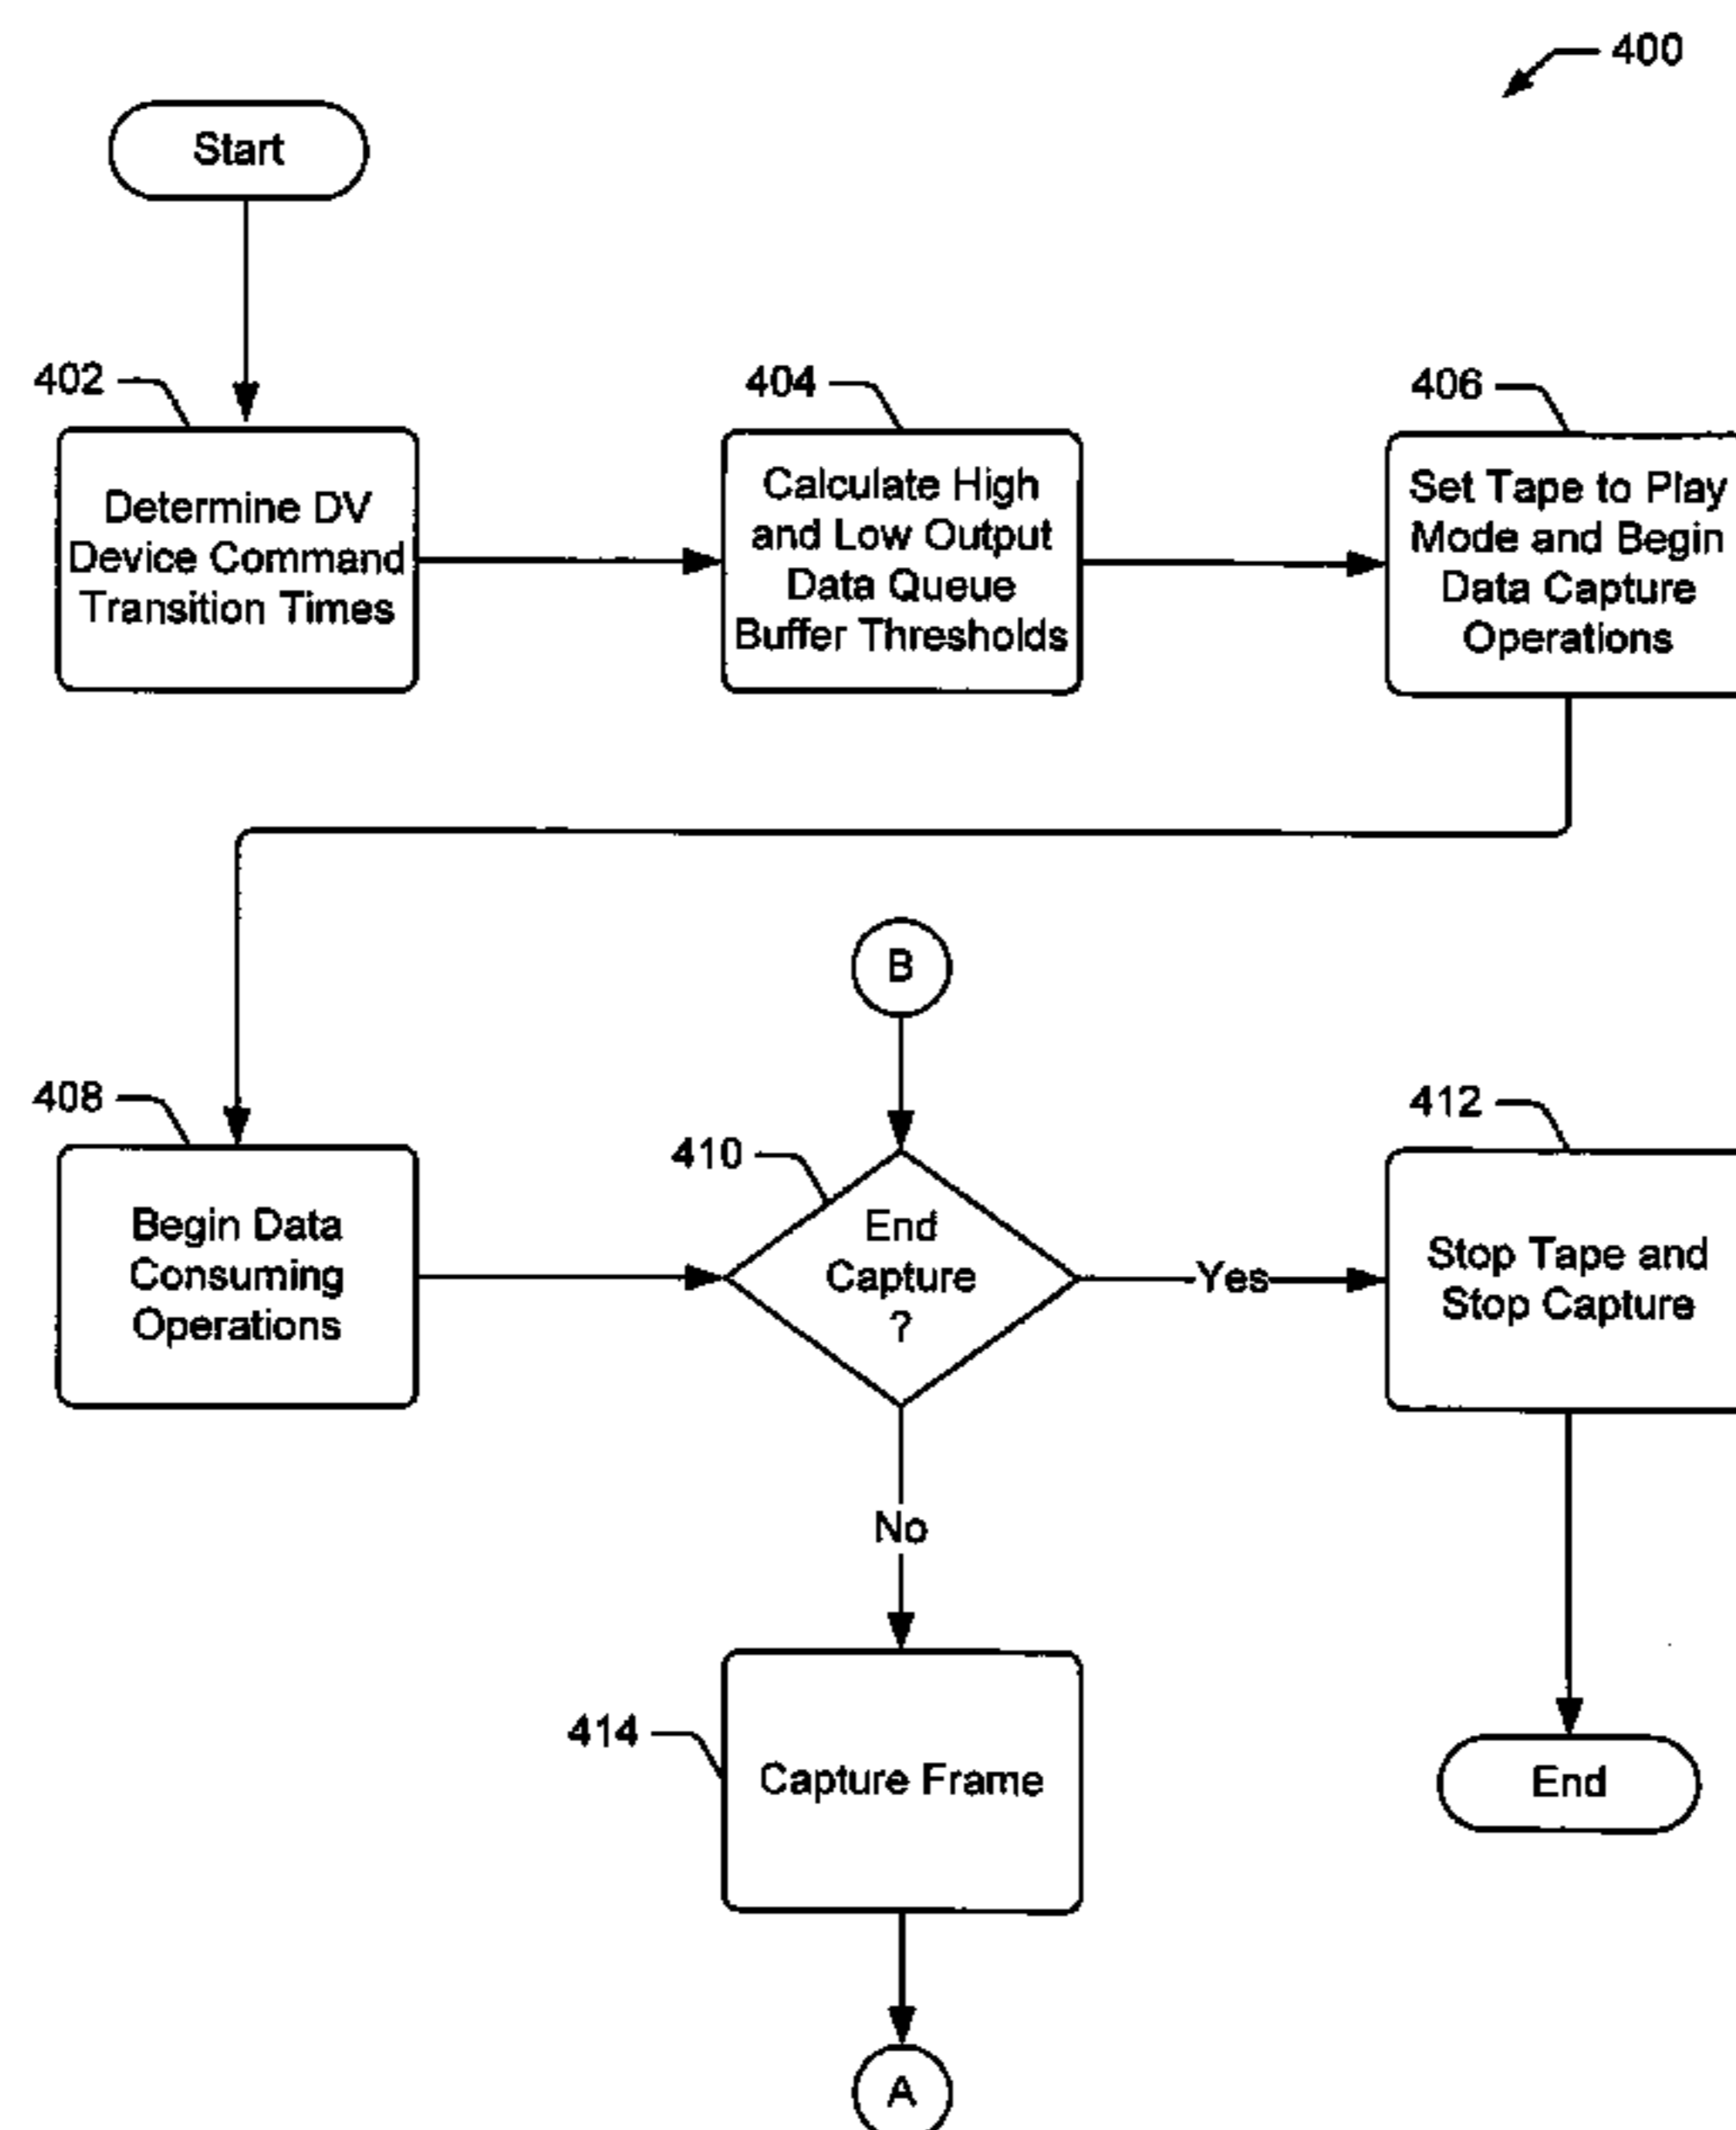 400
Start
402
Determine DV
Device Command
Transition Times
404
Calculate High
and Low Output
Data Queue
Buffer Thresholds
406
Set Tape to Play
Mode and Begin
Data Capture
Operations
B
408
Begin Data
Consuming
Operations
410
End
Capture
?
Yes
412
Stop Tape and
Stop Capture
No
414
Capture Frame
End
A